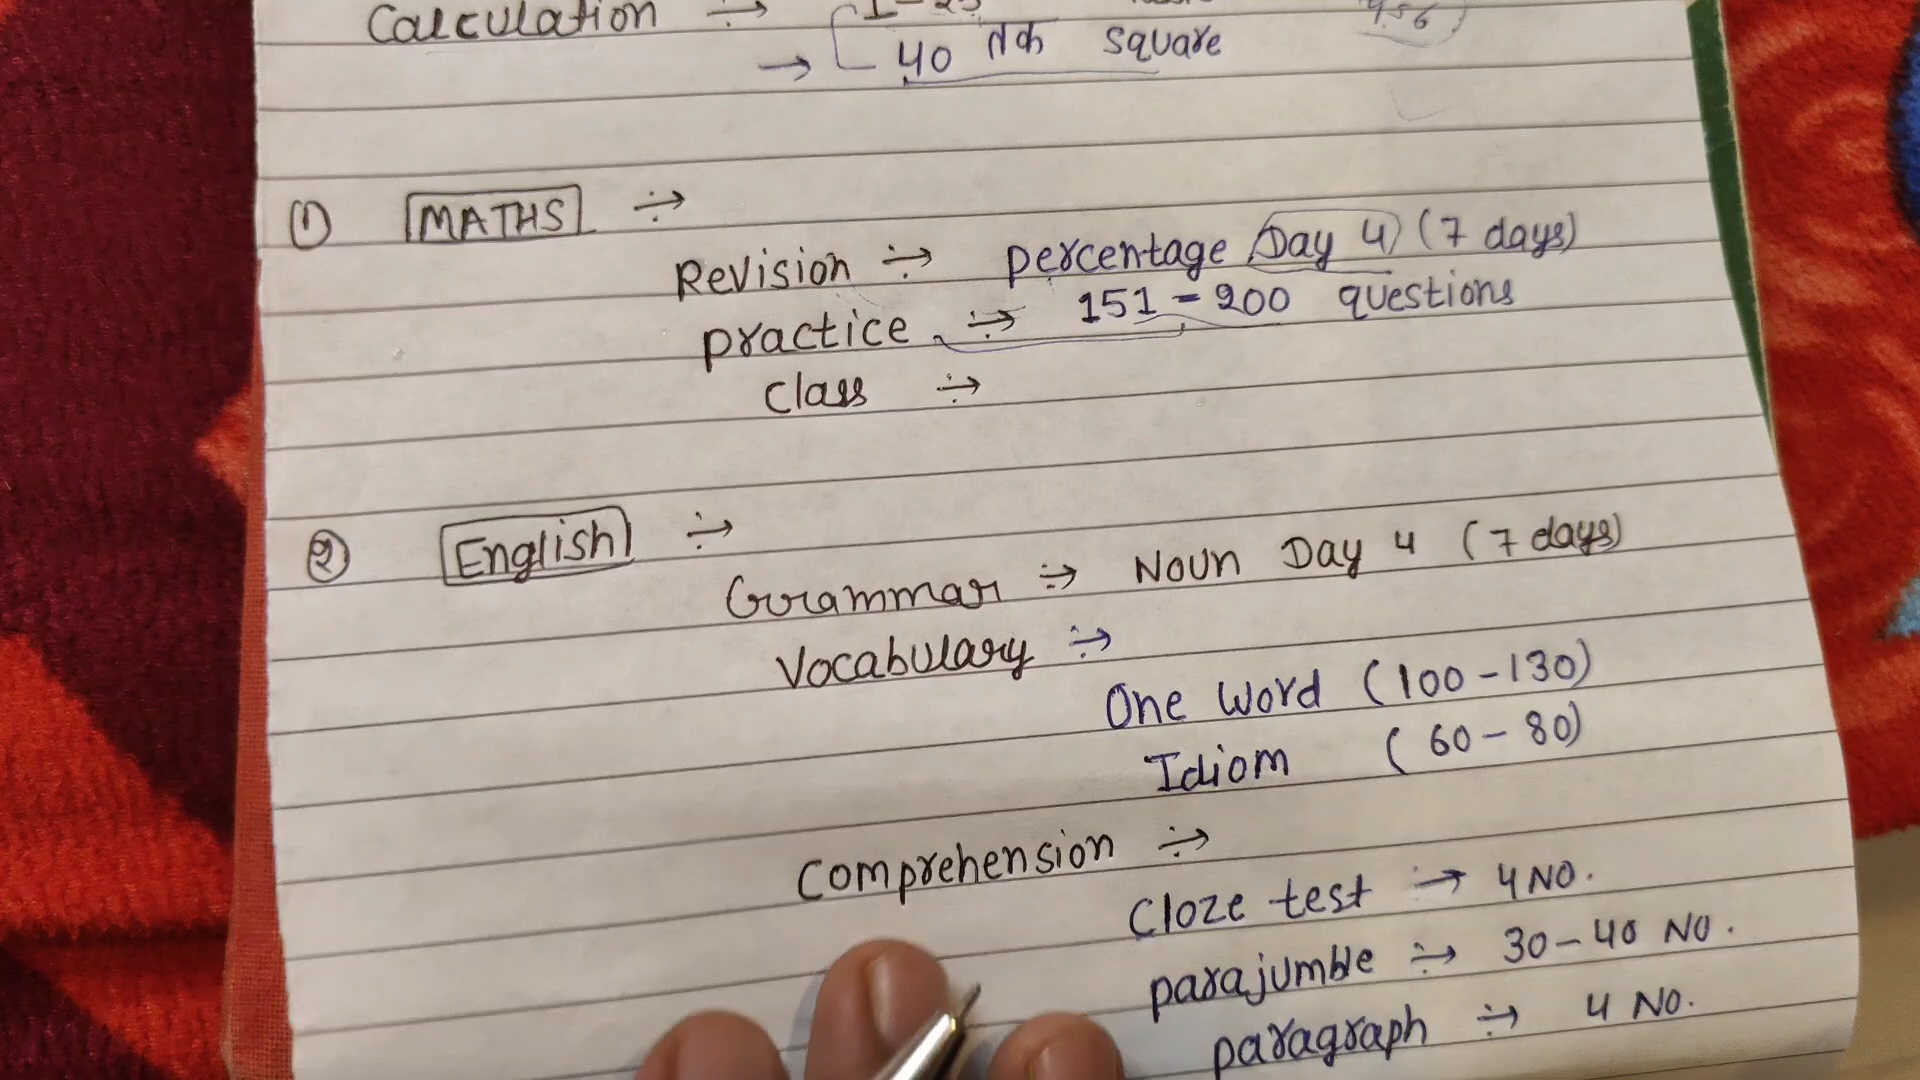 Calculation ÷→
→ 40 तक square
① MATHS ÷→
Revision ÷→ percentage Day 4 (7 days)
practice ÷→ 151 - 200 questions
class ÷→
② English ÷→
Grammar ÷→ Noun Day 4 (7 days)
Vocabulary ÷→
One Word (100 - 130)
Idiom (60 - 80)
Comprehension ÷→
Cloze test → 4 NO.
parajumble ÷→ 30 - 40 NO.
paragraph ÷→ 4 NO.